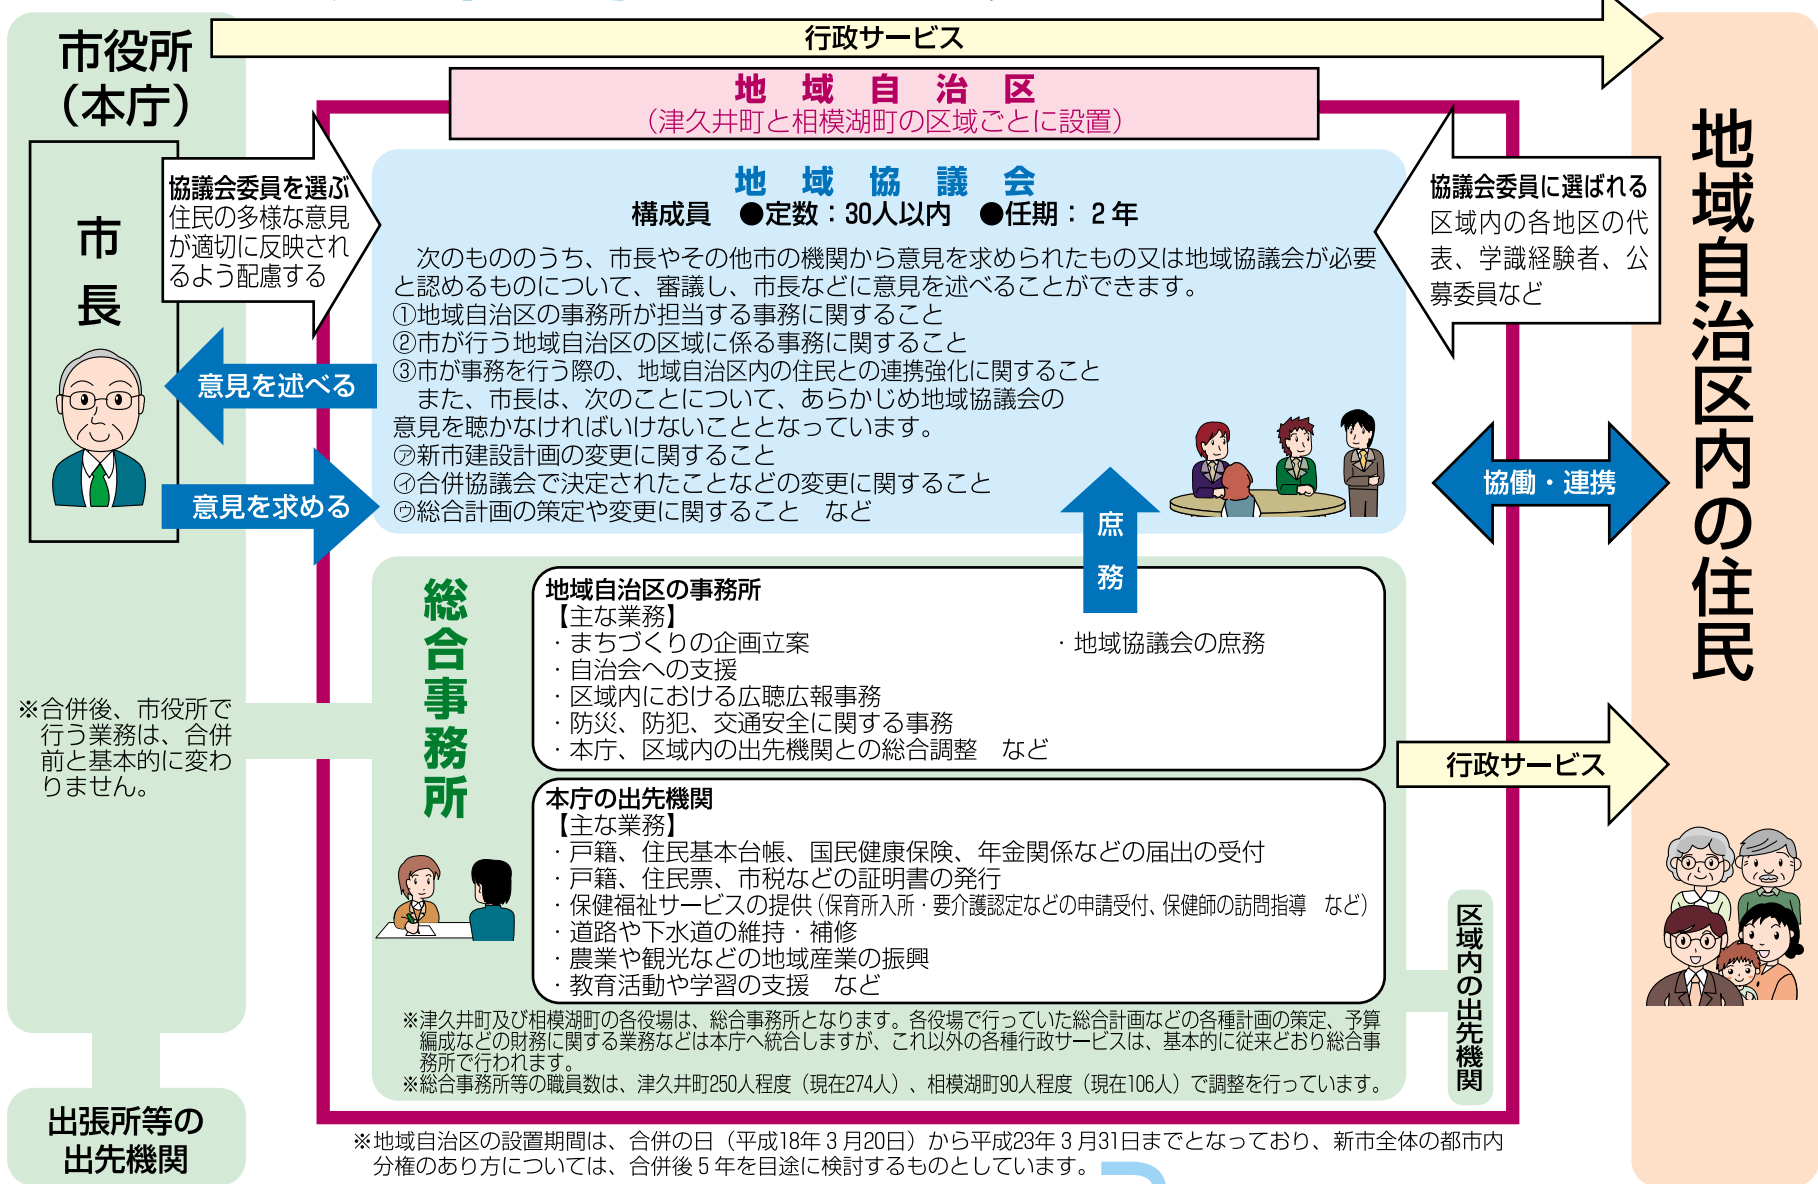 行政サービス
市役所
（本庁）
市長
※合併後、市役所で
行う業務は、合併
前と基本的に変わ
りません。
出張所等の
出先機関
協議会委員を選ぶ
住民の多様な意見
が適切に反映され
るよう配慮する
意見を述べる
意見を求める
地域自治区
（津久井町と相模湖町の区域ごとに設置）
地域協議会
構成員　●定数：30人以内　●任期：２年
　次のもののうち、市長やその他市の機関から意見を求められたもの又は地域協議会が必要
と認めるものについて、審議し、市長などに意見を述べることができます。
①地域自治区の事務所が担当する事務に関すること
②市が行う地域自治区の区域に係る事務に関すること
③市が事務を行う際の、地域自治区内の住民との連携強化に関すること
　また、市長は、次のことについて、あらかじめ地域協議会の
意見を聴かなければいけないこととなっています。
㋐新市建設計画の変更に関すること
㋑合併協議会で決定されたことなどの変更に関すること
㋒総合計画の策定や変更に関すること　など
協議会委員に選ばれる
区域内の各地区の代
表、学識経験者、公
募委員など
協働・連携
庶務
総合事務所
地域自治区の事務所
【主な業務】
・まちづくりの企画立案
・地域協議会の庶務
・自治会への支援
・区域内における広聴広報事務
・防災、防犯、交通安全に関する事務
・本庁、区域内の出先機関との総合調整　など
本庁の出先機関
【主な業務】
・戸籍、住民基本台帳、国民健康保険、年金関係などの届出の受付
・戸籍、住民票、市税などの証明書の発行
・保健福祉サービスの提供（保育所入所・要介護認定などの申請受付、保健師の訪問指導　など）
・道路や下水道の維持・補修
・農業や観光などの地域産業の振興
・教育活動や学習の支援　など
※津久井町及び相模湖町の各役場は、総合事務所となります。各役場で行っていた総合計画などの各種計画の策定、予算
編成などの財務に関する業務などは本庁へ統合しますが、これ以外の各種行政サービスは、基本的に従来どおり総合事
務所で行われます。
※総合事務所等の職員数は、津久井町250人程度（現在274人）、相模湖町90人程度（現在106人）で調整を行っています。
行政サービス
区域内の出先機関
地域自治区内の住民
※地域自治区の設置期間は、合併の日（平成18年３月20日）から平成23年３月31日までとなっており、新市全体の都市内
分権のあり方については、合併後５年を目途に検討するものとしています。